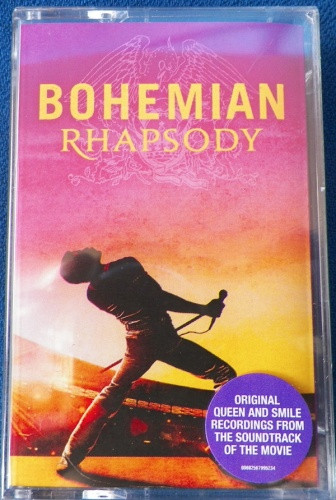 BOHEMIAN
RHAPSODY
ORIGINAL
QUEEN AND SMILE
RECORDINGS FROM
THE SOUNDTRACK
OF THE MOVIE